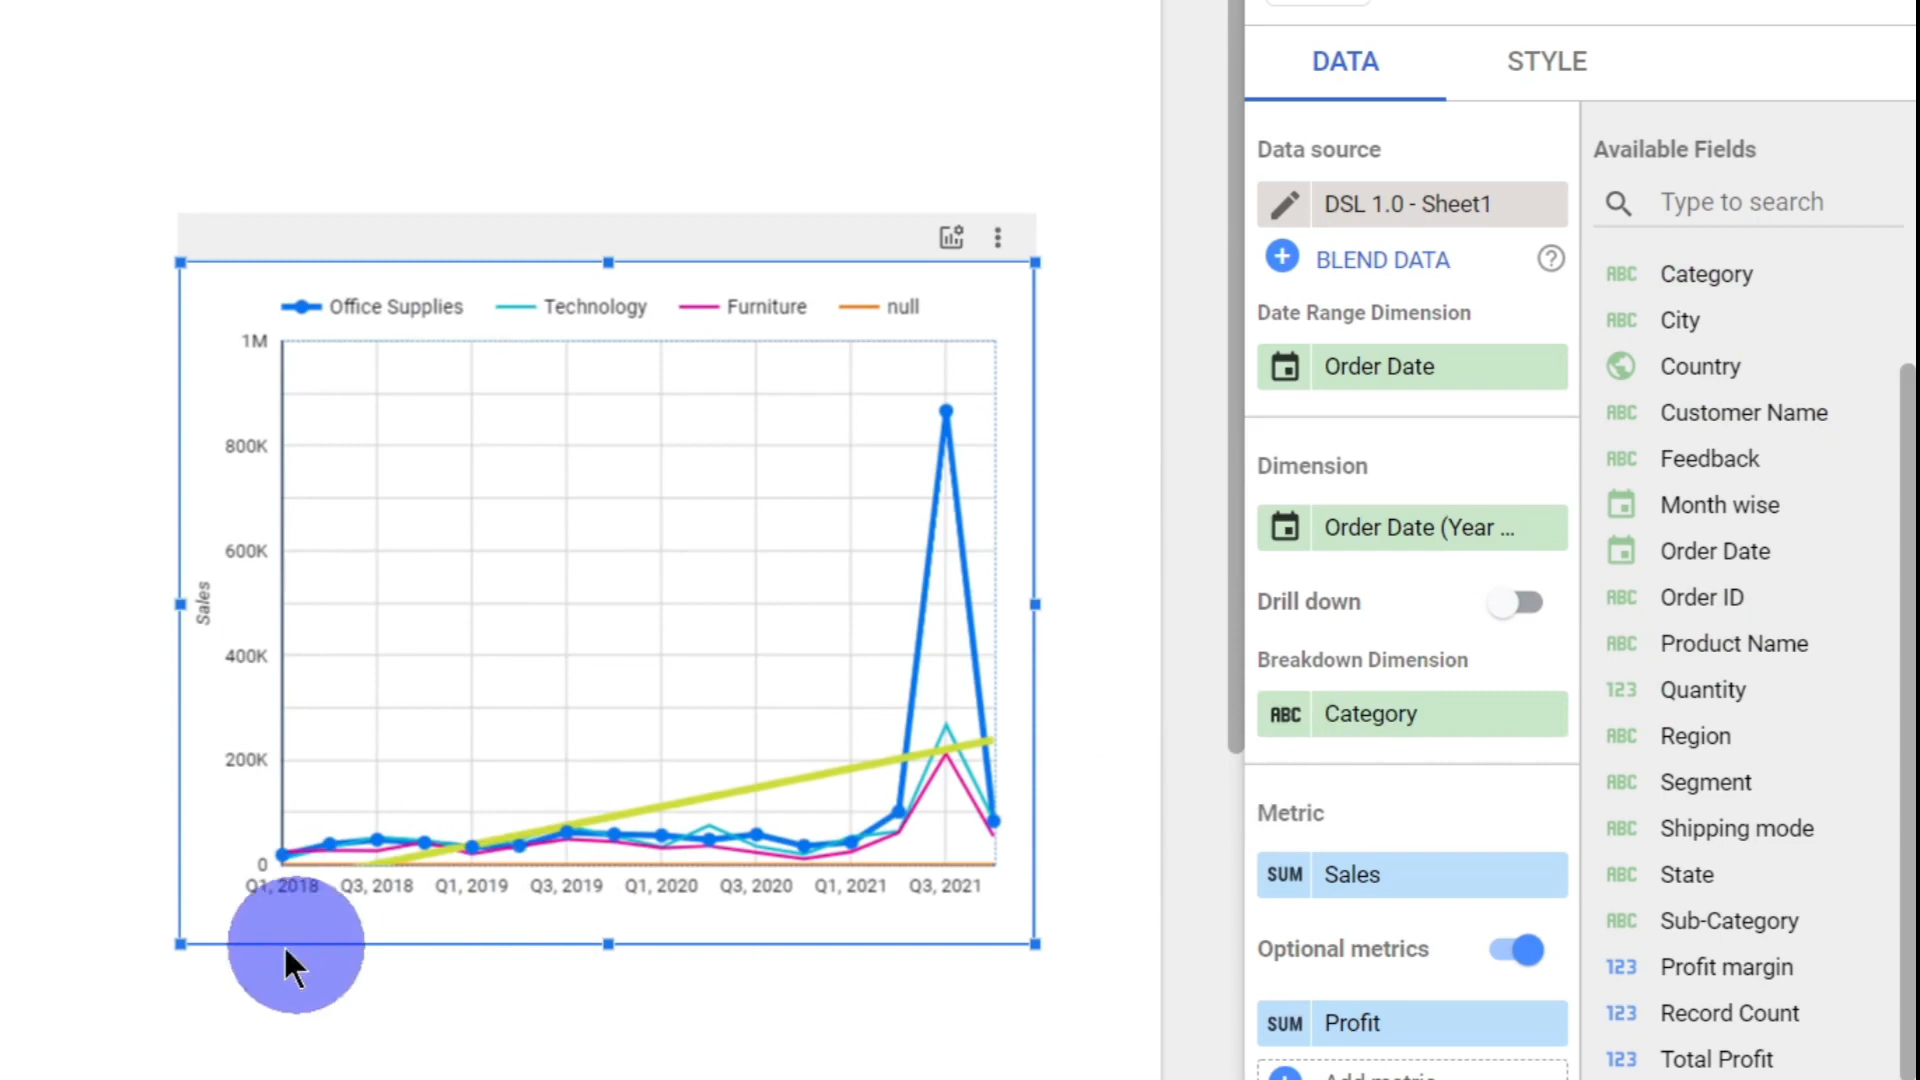 DATA STYLE
Data source
DSL 1.0 - Sheet1
BLEND DATA
Date Range Dimension
Order Date
Dimension
Order Date (Year ...
Drill down
Breakdown Dimension
ABC Category
Metric
SUM Sales
Optional metrics
SUM Profit
Add metric
Available Fields
Type to search
ABC Category
ABC City
Country
ABC Customer Name
ABC Feedback
Month wise
Order Date
ABC Order ID
ABC Product Name
123 Quantity
ABC Region
ABC Segment
ABC Shipping mode
ABC State
ABC Sub-Category
123 Profit margin
123 Record Count
123 Total Profit
Office Supplies Technology Furniture null
1M
800K
600K
400K
200K
0
Sales
Q1, 2018 Q3, 2018 Q1, 2019 Q3, 2019 Q1, 2020 Q3, 2020 Q1, 2021 Q3, 2021